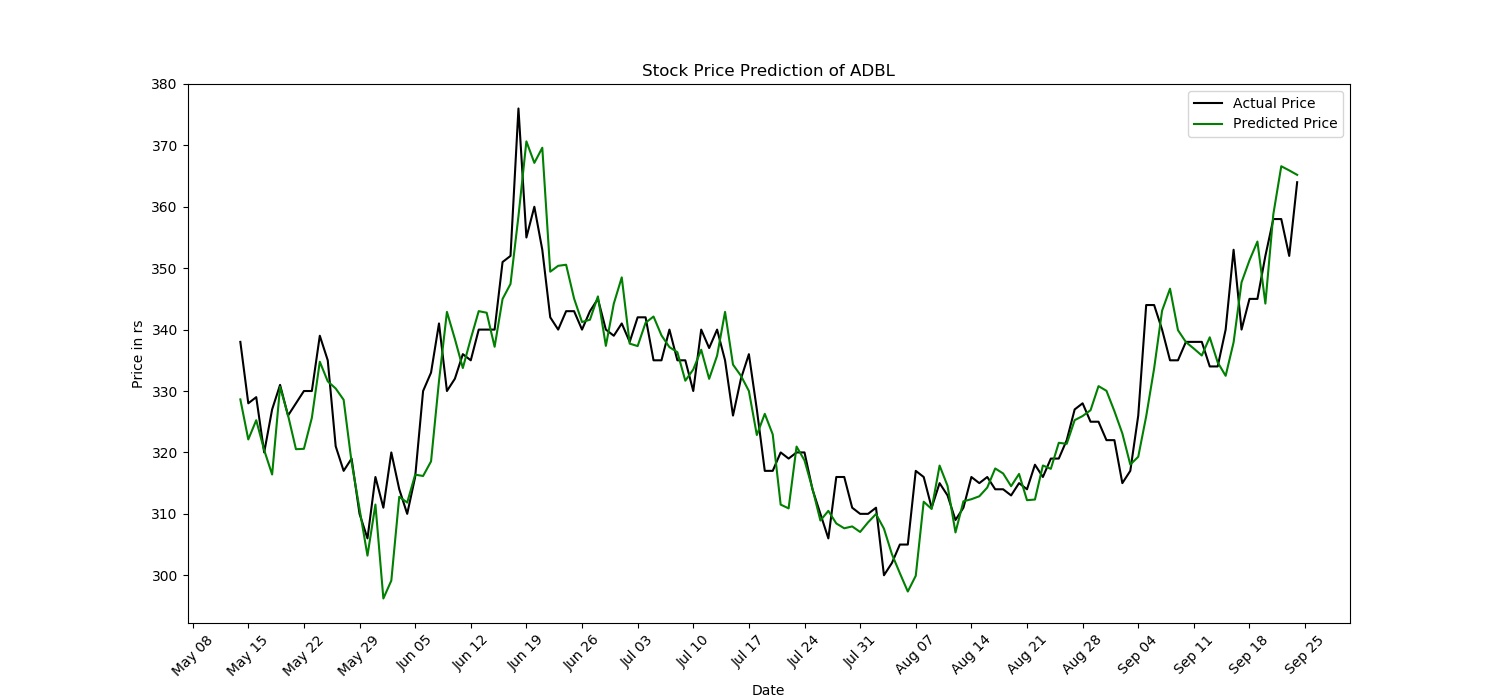 Stock Price Prediction of ADBL
Actual Price
Predicted Price
380
370
360
350
340
330
320
310
300
Price in rs
May 08
May 15
May 22
May 29
Jun 05
Jun 12
Jun 19
Jun 26
Jul 03
Jul 10
Jul 17
Jul 24
Jul 31
Aug 07
Aug 14
Aug 21
Aug 28
Sep 04
Sep 11
Sep 18
Sep 25
Date